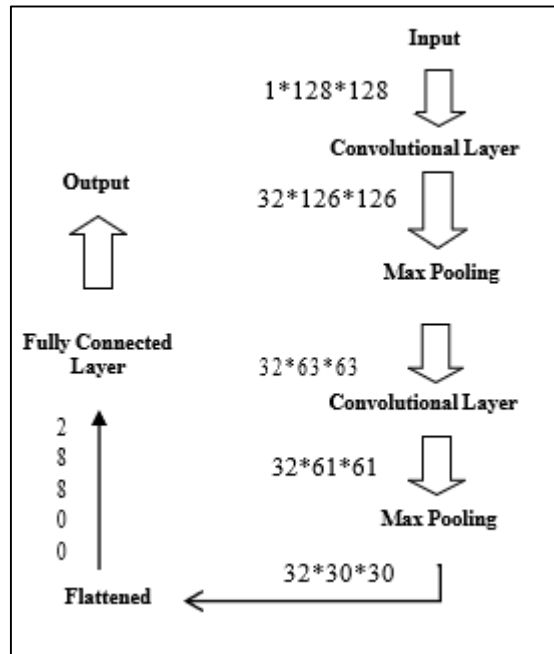 Input
1*128*128
Convolutional Layer
32*126*126
Max Pooling
32*63*63
Convolutional Layer
32*61*61
Max Pooling
32*30*30
Flattened
2
8
8
0
0
Fully Connected
Layer
Output